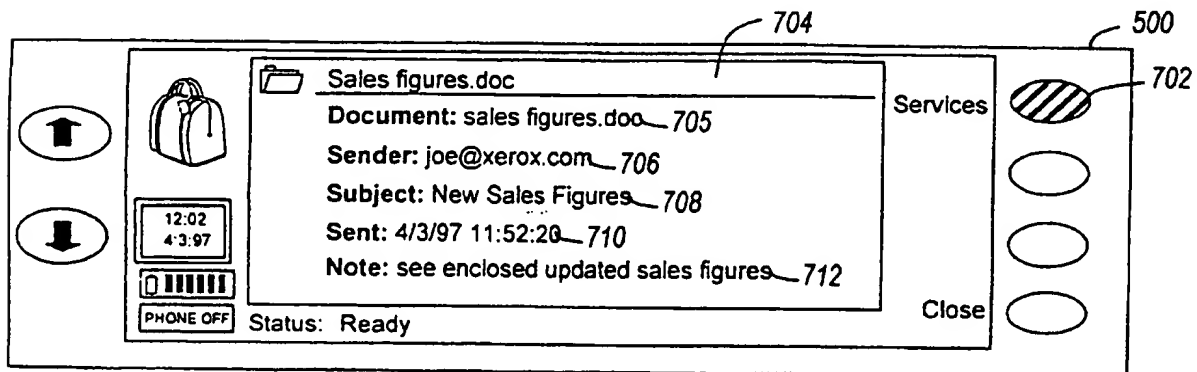 704
500
Sales figures.doc
702
Services
Document: sales figures.doc 705
Sender: joe@xerox.com 706
Subject: New Sales Figures 708
12:02
4·3:97
Sent: 4/3/97 11:52:20 710
Note: see enclosed updated sales figures 712
Close
PHONE OFF
Status: Ready